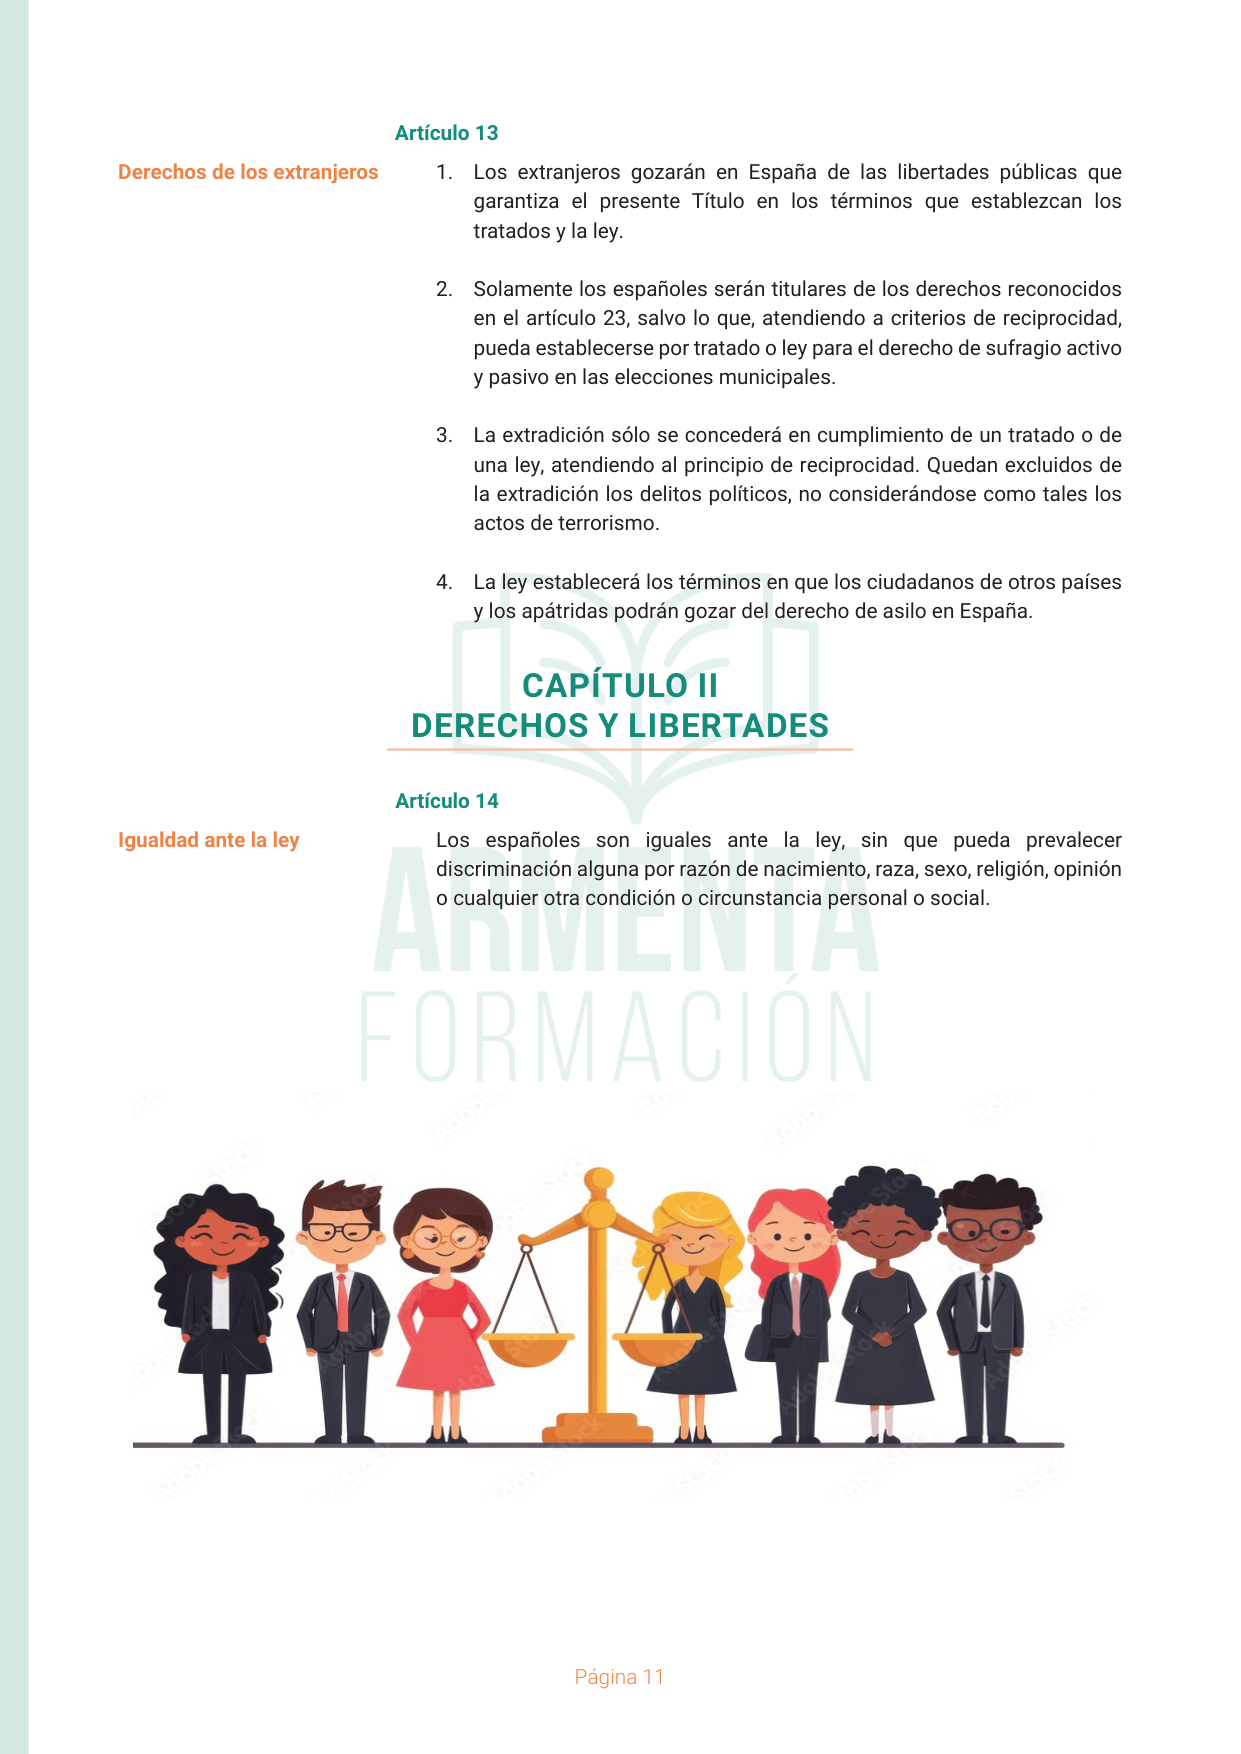 Artículo 13
Derechos de los extranjeros
1. Los extranjeros gozarán en España de las libertades públicas que
garantiza el presente Título en los términos que establezcan los
tratados y la ley.
2. Solamente los españoles serán titulares de los derechos reconocidos
en el artículo 23, salvo lo que, atendiendo a criterios de reciprocidad,
pueda establecerse por tratado o ley para el derecho de sufragio activo
y pasivo en las elecciones municipales.
3. La extradición sólo se concederá en cumplimiento de un tratado o de
una ley, atendiendo al principio de reciprocidad. Quedan excluidos de
la extradición los delitos políticos, no considerándose como tales los
actos de terrorismo.
4. La ley establecerá los términos en que los ciudadanos de otros países
y los apátridas podrán gozar del derecho de asilo en España.
CAPÍTULO II
DERECHOS Y LIBERTADES
Artículo 14
Igualdad ante la ley
Los españoles son iguales ante la ley, sin que pueda prevalecer
discriminación alguna por razón de nacimiento, raza, sexo, religión, opinión
o cualquier otra condición o circunstancia personal o social.
ARMENTA
FORMACIÓN
Adobe Stock
Página 11